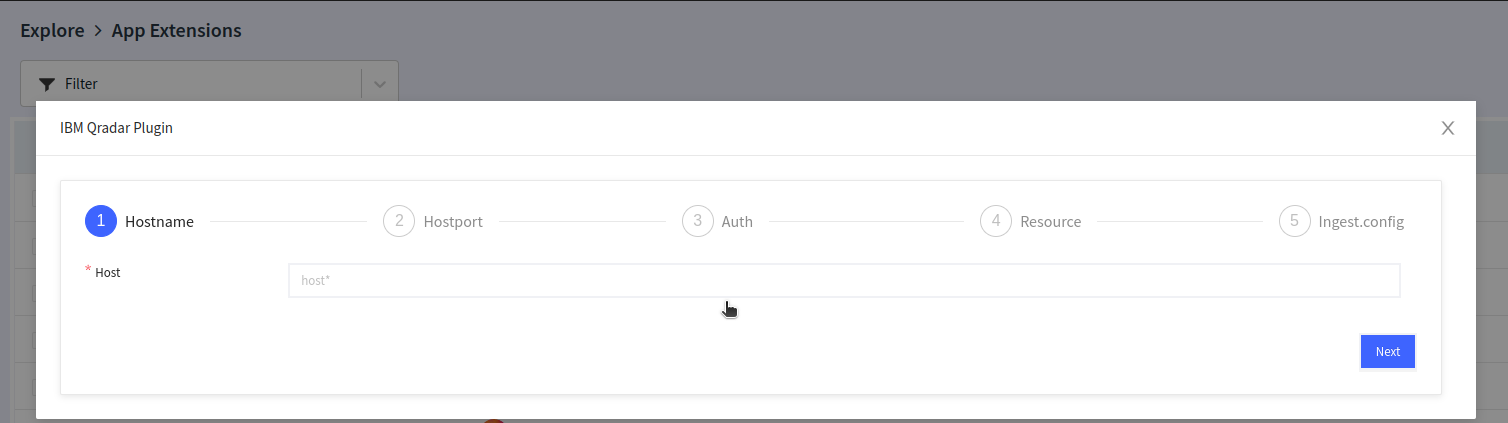 Explore > App Extensions
Filter
IBM Qradar Plugin
1 Hostname 2 Hostport 3 Auth 4 Resource 5 Ingest.config
* Host host*
Next